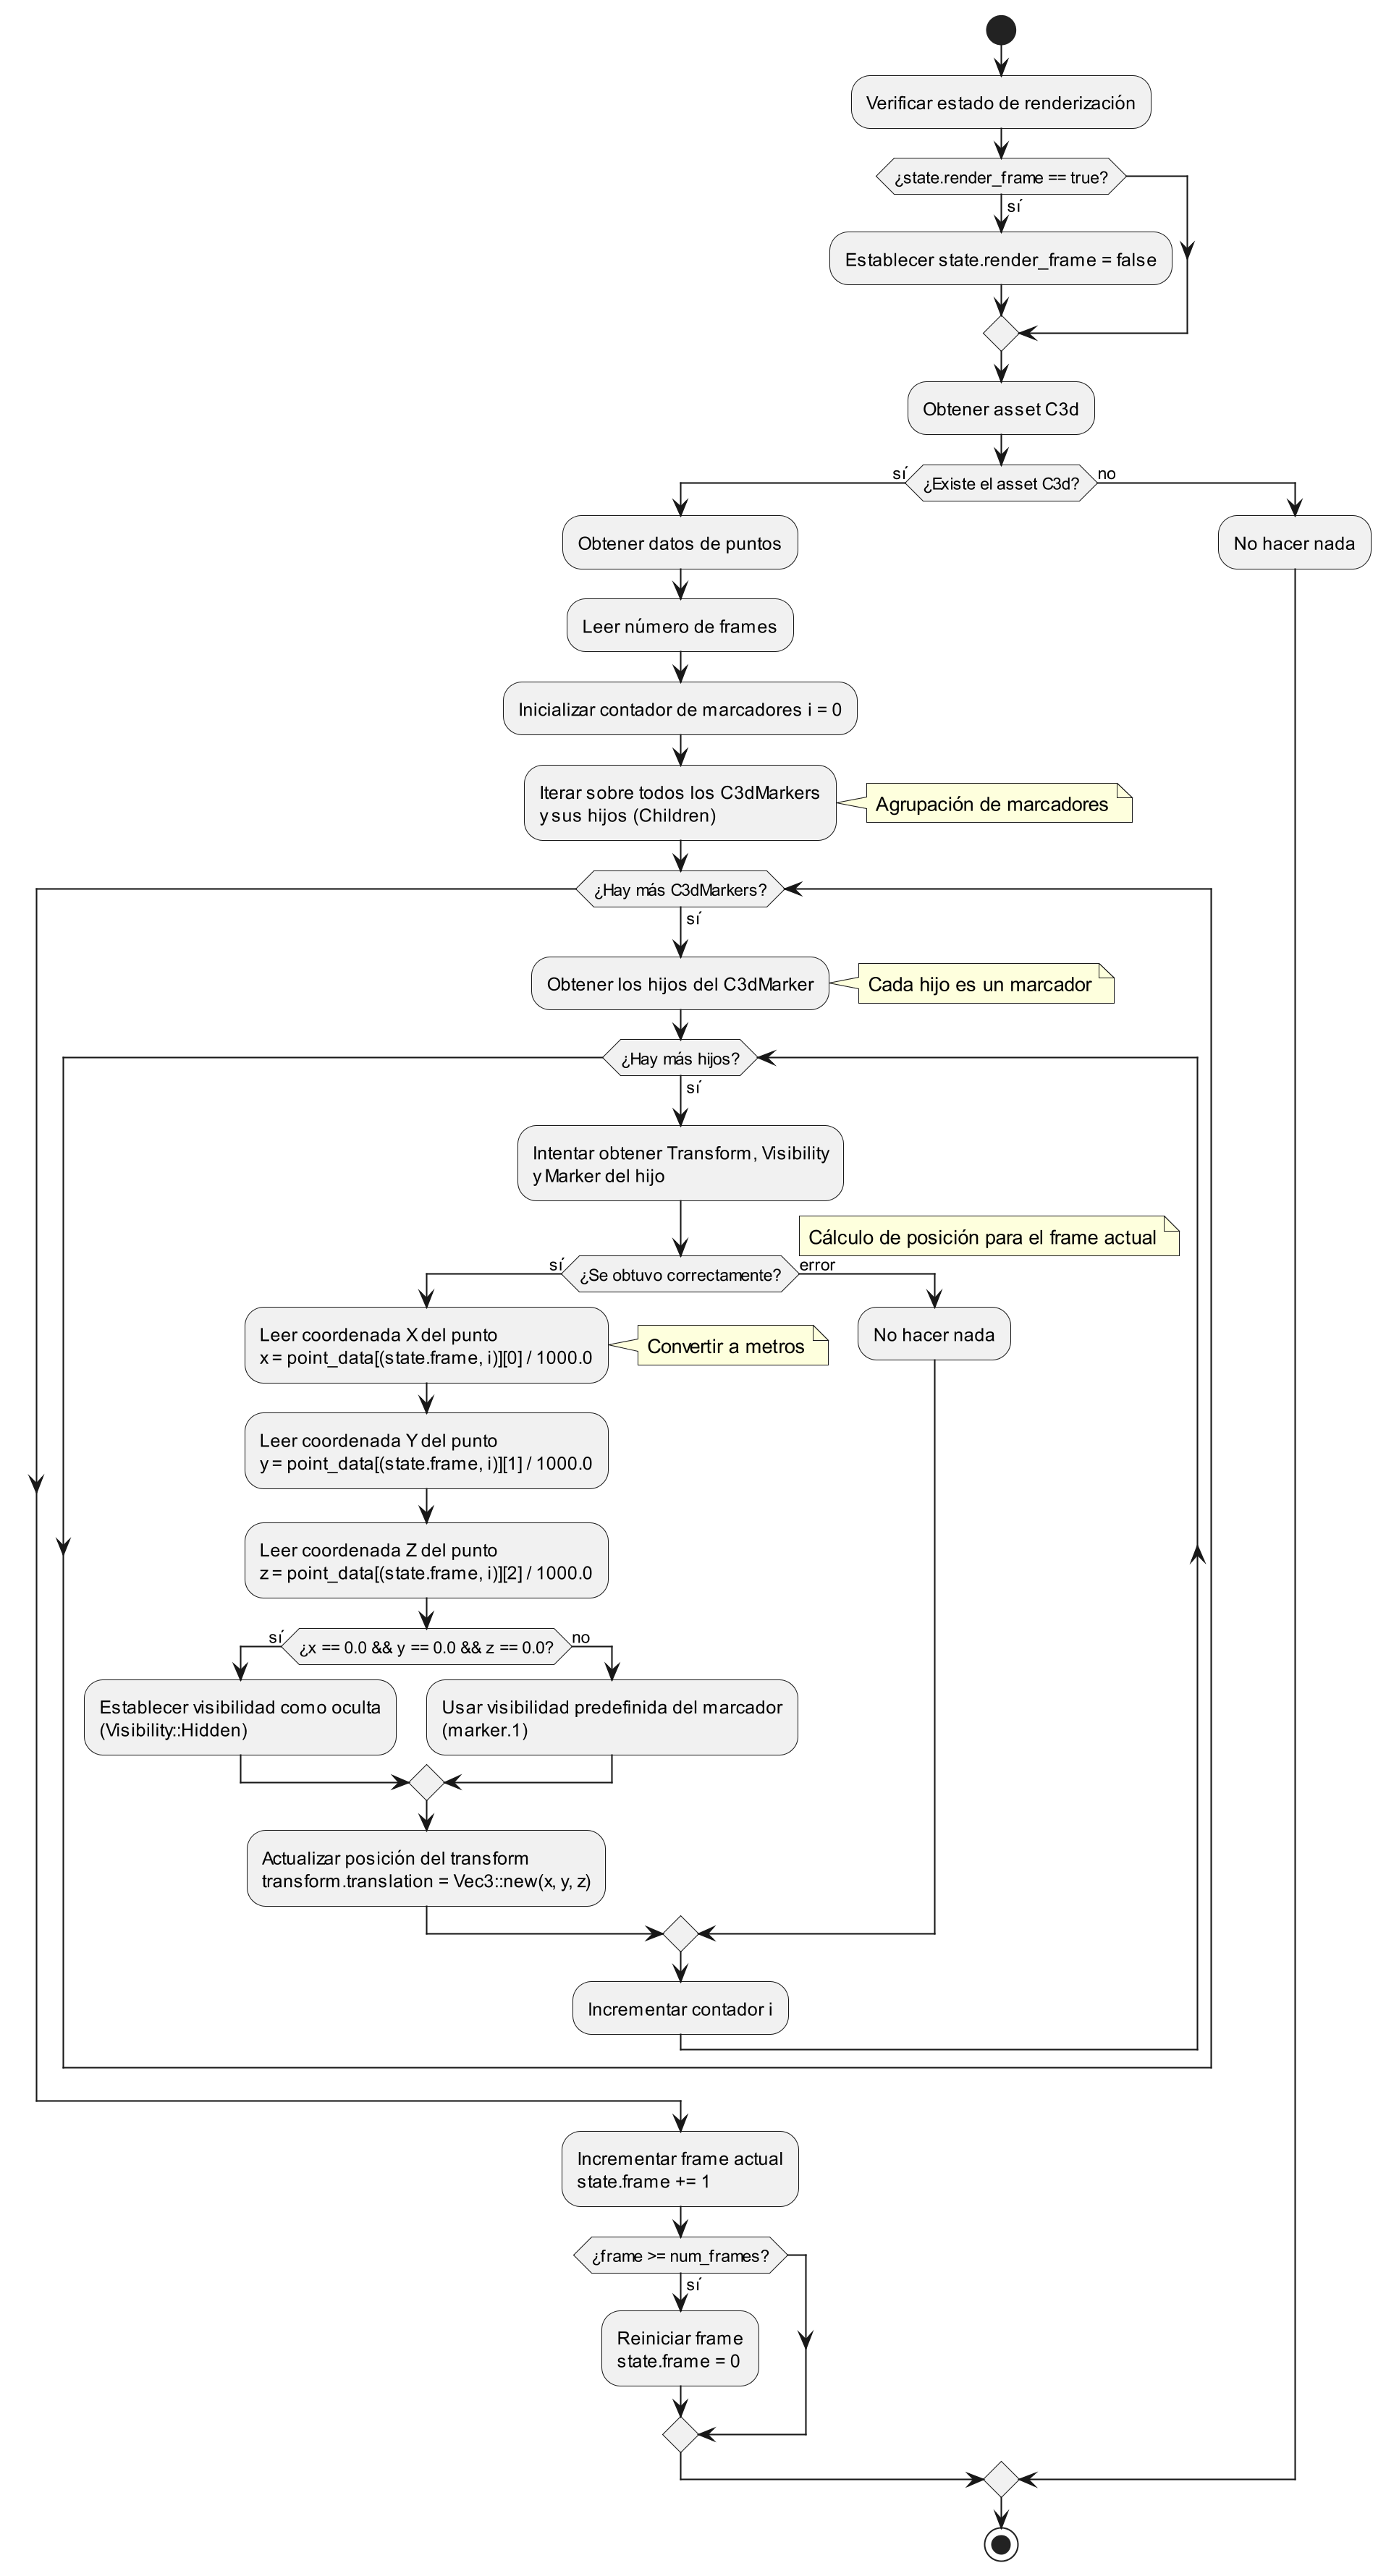 Verificar estado de renderización
¿state.render_frame == true?
sí
Establecer state.render_frame = false
Obtener asset C3d
sí
¿Existe el asset C3d?
no
Obtener datos de puntos
No hacer nada
Leer número de frames
Inicializar contador de marcadores i = 0
Iterar sobre todos los C3dMarkers
y sus hijos (Children)
Agrupación de marcadores
¿Hay más C3dMarkers?
sí
Obtener los hijos del C3dMarker
Cada hijo es un marcador
¿Hay más hijos?
sí
Intentar obtener Transform, Visibility
y Marker del hijo
Cálculo de posición para el frame actual
sí
¿Se obtuvo correctamente?
error
Leer coordenada X del punto
x = point_data[(state.frame, i)][0] / 1000.0
Convertir a metros
No hacer nada
Leer coordenada Y del punto
y = point_data[(state.frame, i)][1] / 1000.0
Leer coordenada Z del punto
z = point_data[(state.frame, i)][2] / 1000.0
sí
¿x == 0.0 && y == 0.0 && z == 0.0?
no
Establecer visibilidad como oculta
(Visibility::Hidden)
Usar visibilidad predefinida del marcador
(marker.1)
Actualizar posición del transform
transform.translation = Vec3::new(x, y, z)
Incrementar contador i
Incrementar frame actual
state.frame += 1
¿frame >= num_frames?
sí
Reiniciar frame
state.frame = 0